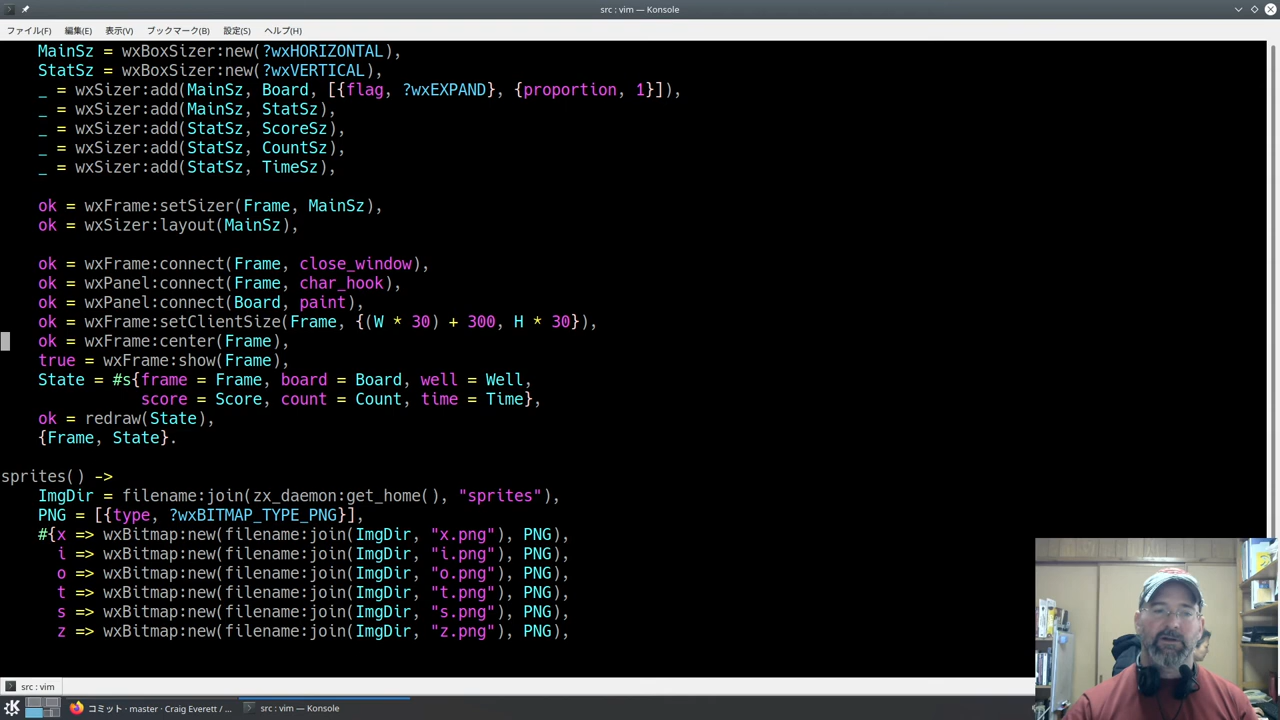 src : vim — Konsole
ファイル(F) 編集(E) 表示(V) ブックマーク(B) 設定(S) ヘルプ(H)
MainSz = wxBoxSizer:new(?wxHORIZONTAL),
StatSz = wxBoxSizer:new(?wxVERTICAL),
_ = wxSizer:add(MainSz, Board, [{flag, ?wxEXPAND}, {proportion, 1}]),
_ = wxSizer:add(MainSz, StatSz),
_ = wxSizer:add(StatSz, ScoreSz),
_ = wxSizer:add(StatSz, CountSz),
_ = wxSizer:add(StatSz, TimeSz),
ok = wxFrame:setSizer(Frame, MainSz),
ok = wxSizer:layout(MainSz),
ok = wxFrame:connect(Frame, close_window),
ok = wxPanel:connect(Frame, char_hook),
ok = wxPanel:connect(Board, paint),
ok = wxFrame:setClientSize(Frame, {(W * 30) + 300, H * 30}),
ok = wxFrame:center(Frame),
true = wxFrame:show(Frame),
State = #s{frame = Frame, board = Board, well = Well,
score = Score, count = Count, time = Time},
ok = redraw(State),
{Frame, State}.
sprites() ->
ImgDir = filename:join(zx_daemon:get_home(), "sprites"),
PNG = [{type, ?wxBITMAP_TYPE_PNG}],
#{x => wxBitmap:new(filename:join(ImgDir, "x.png"), PNG),
i => wxBitmap:new(filename:join(ImgDir, "i.png"), PNG),
o => wxBitmap:new(filename:join(ImgDir, "o.png"), PNG),
t => wxBitmap:new(filename:join(ImgDir, "t.png"), PNG),
s => wxBitmap:new(filename:join(ImgDir, "s.png"), PNG),
z => wxBitmap:new(filename:join(ImgDir, "z.png"), PNG),
src : vim
コミット · master · Craig Everett / ... src : vim — Konsole